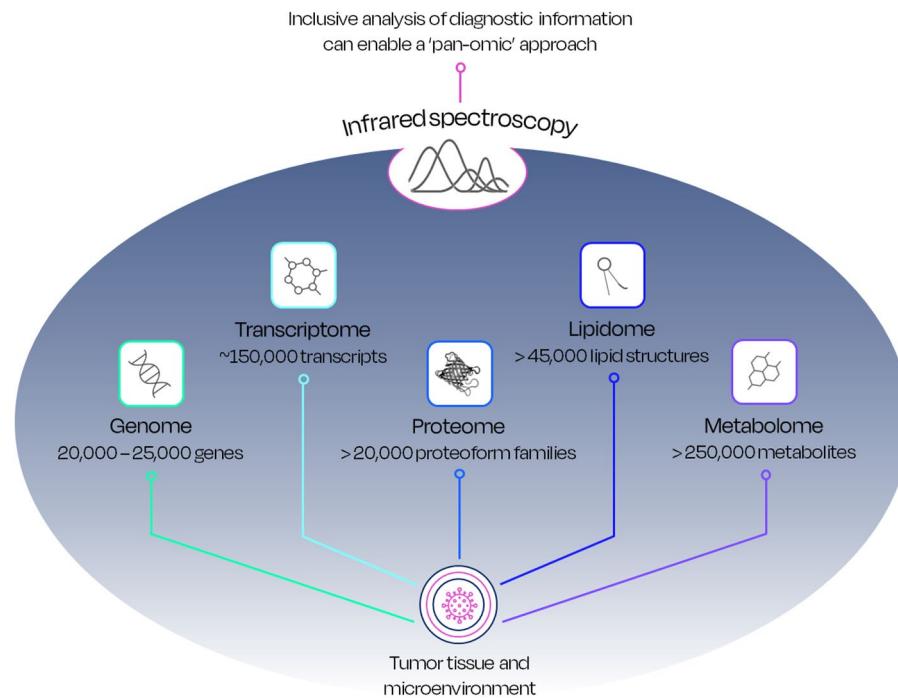 Inclusive analysis of diagnostic information
can enable a 'pan-omic' approach
Infrared spectroscopy
Transcriptome
~150,000 transcripts
Lipidome
> 45,000 lipid structures
Genome
20,000 – 25,000 genes
Proteome
> 20,000 proteoform families
Metabolome
> 250,000 metabolites
Tumor tissue and
microenvironment